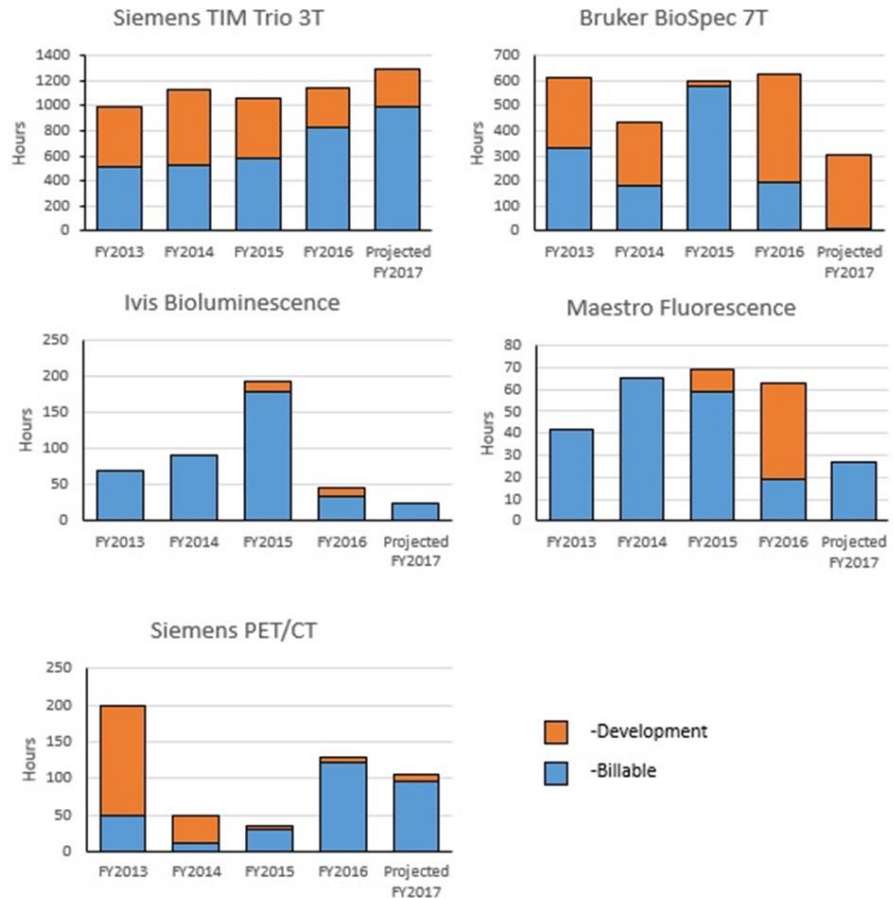 Siemens TIM Trio 3T
1400
1200
1000
800
600
400
200
0
Hours
FY2013 FY2014 FY2015 FY2016 Projected
FY2017
Bruker BioSpec 7T
700
600
500
400
300
200
100
0
Hours
FY2013 FY2014 FY2015 FY2016 Projected
FY2017
Ivis Bioluminescence
250
200
150
100
50
0
Hours
FY2013 FY2014 FY2015 FY2016 Projected
FY2017
Maestro Fluorescence
80
70
60
50
40
30
20
10
0
Hours
FY2013 FY2014 FY2015 FY2016 Projected
FY2017
Siemens PET/CT
250
200
150
100
50
0
Hours
FY2013 FY2014 FY2015 FY2016 Projected
FY2017
-Development
-Billable